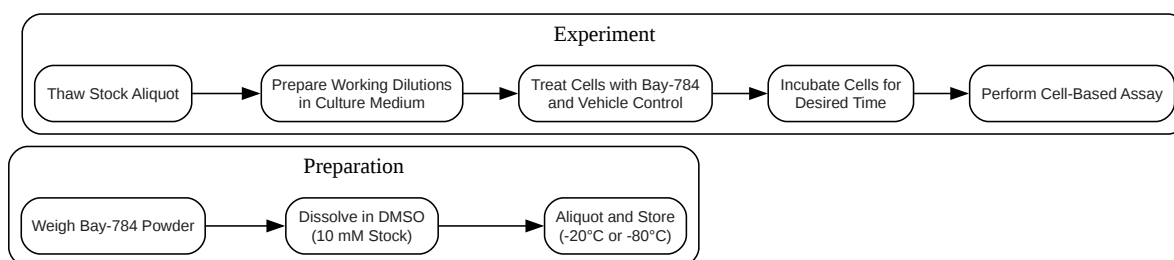 Experiment
Thaw Stock Aliquot
Prepare Working Dilutions
in Culture Medium
Treat Cells with Bay-784
and Vehicle Control
Incubate Cells for
Desired Time
Perform Cell-Based Assay
Preparation
Weigh Bay-784 Powder
Dissolve in DMSO
(10 mM Stock)
Aliquot and Store
(-20°C or -80°C)